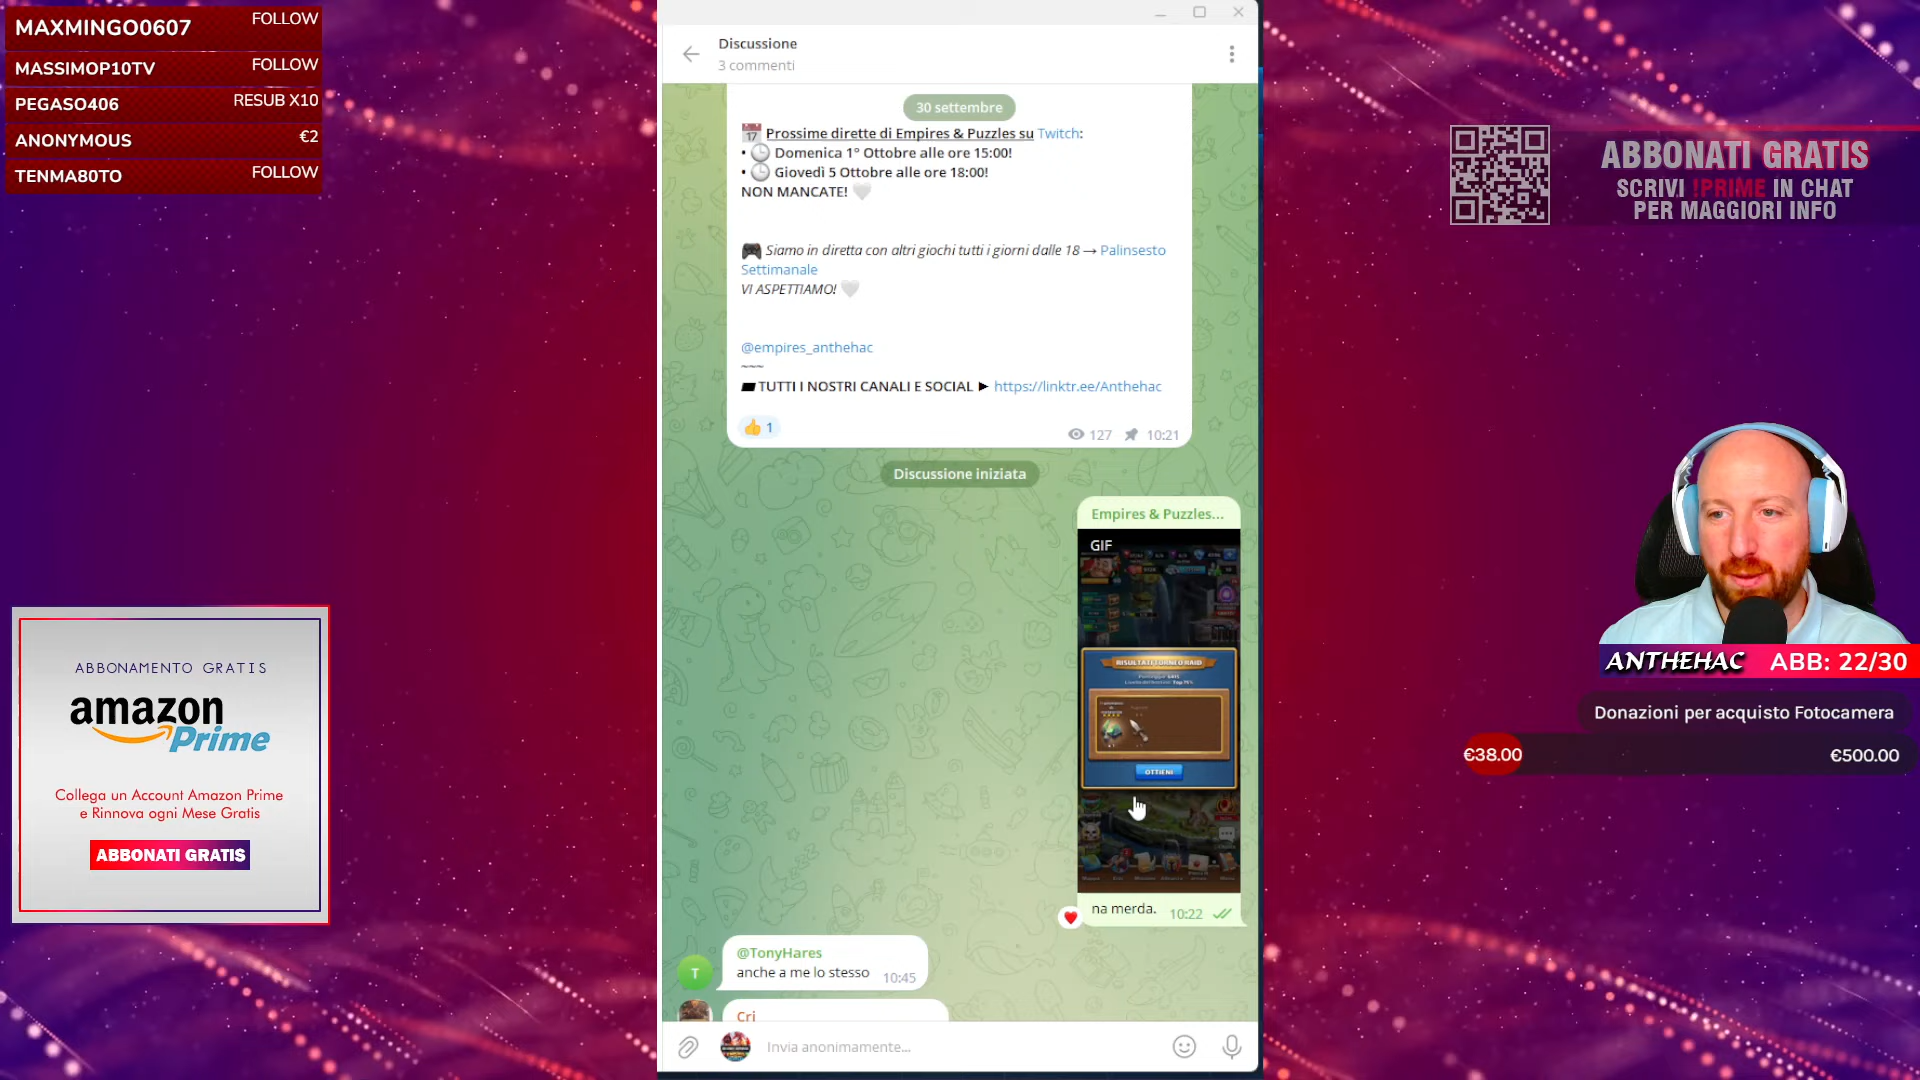 MAXMINGO0607 FOLLOW
MASSIMOP10TV FOLLOW
PEGASO406 RESUB X10
ANONYMOUS €2
TENMA80TO FOLLOW
ABBONAMENTO GRATIS
amazon
Prime
Collega un Account Amazon Prime
e Rinnova ogni Mese Gratis
ABBONATI GRATIS
Discussione
3 commenti
30 settembre
17 Prossime dirette di Empires & Puzzles su Twitch:
• Domenica 1° Ottobre alle ore 15:00!
• Giovedì 5 Ottobre alle ore 18:00!
NON MANCATE!
Siamo in diretta con altri giochi tutti i giorni dalle 18 → Palinsesto
Settimanale
VI ASPETTIAMO!
@empires_anthehac
~~~
TUTTI I NOSTRI CANALI E SOCIAL ► https://linktr.ee/Anthehac
1
127 10:21
Discussione iniziata
Empires & Puzzles...
GIF
RISULTATI TORNEO RAID
OTTIENI
na merda. 10:22
@TonyHares
T anche a me lo stesso 10:45
Cri
Invia anonimamente...
ABBONATI GRATIS
SCRIVI !PRIME IN CHAT
PER MAGGIORI INFO
ANTHEHAC ABB: 22/30
Donazioni per acquisto Fotocamera
€38.00 €500.00